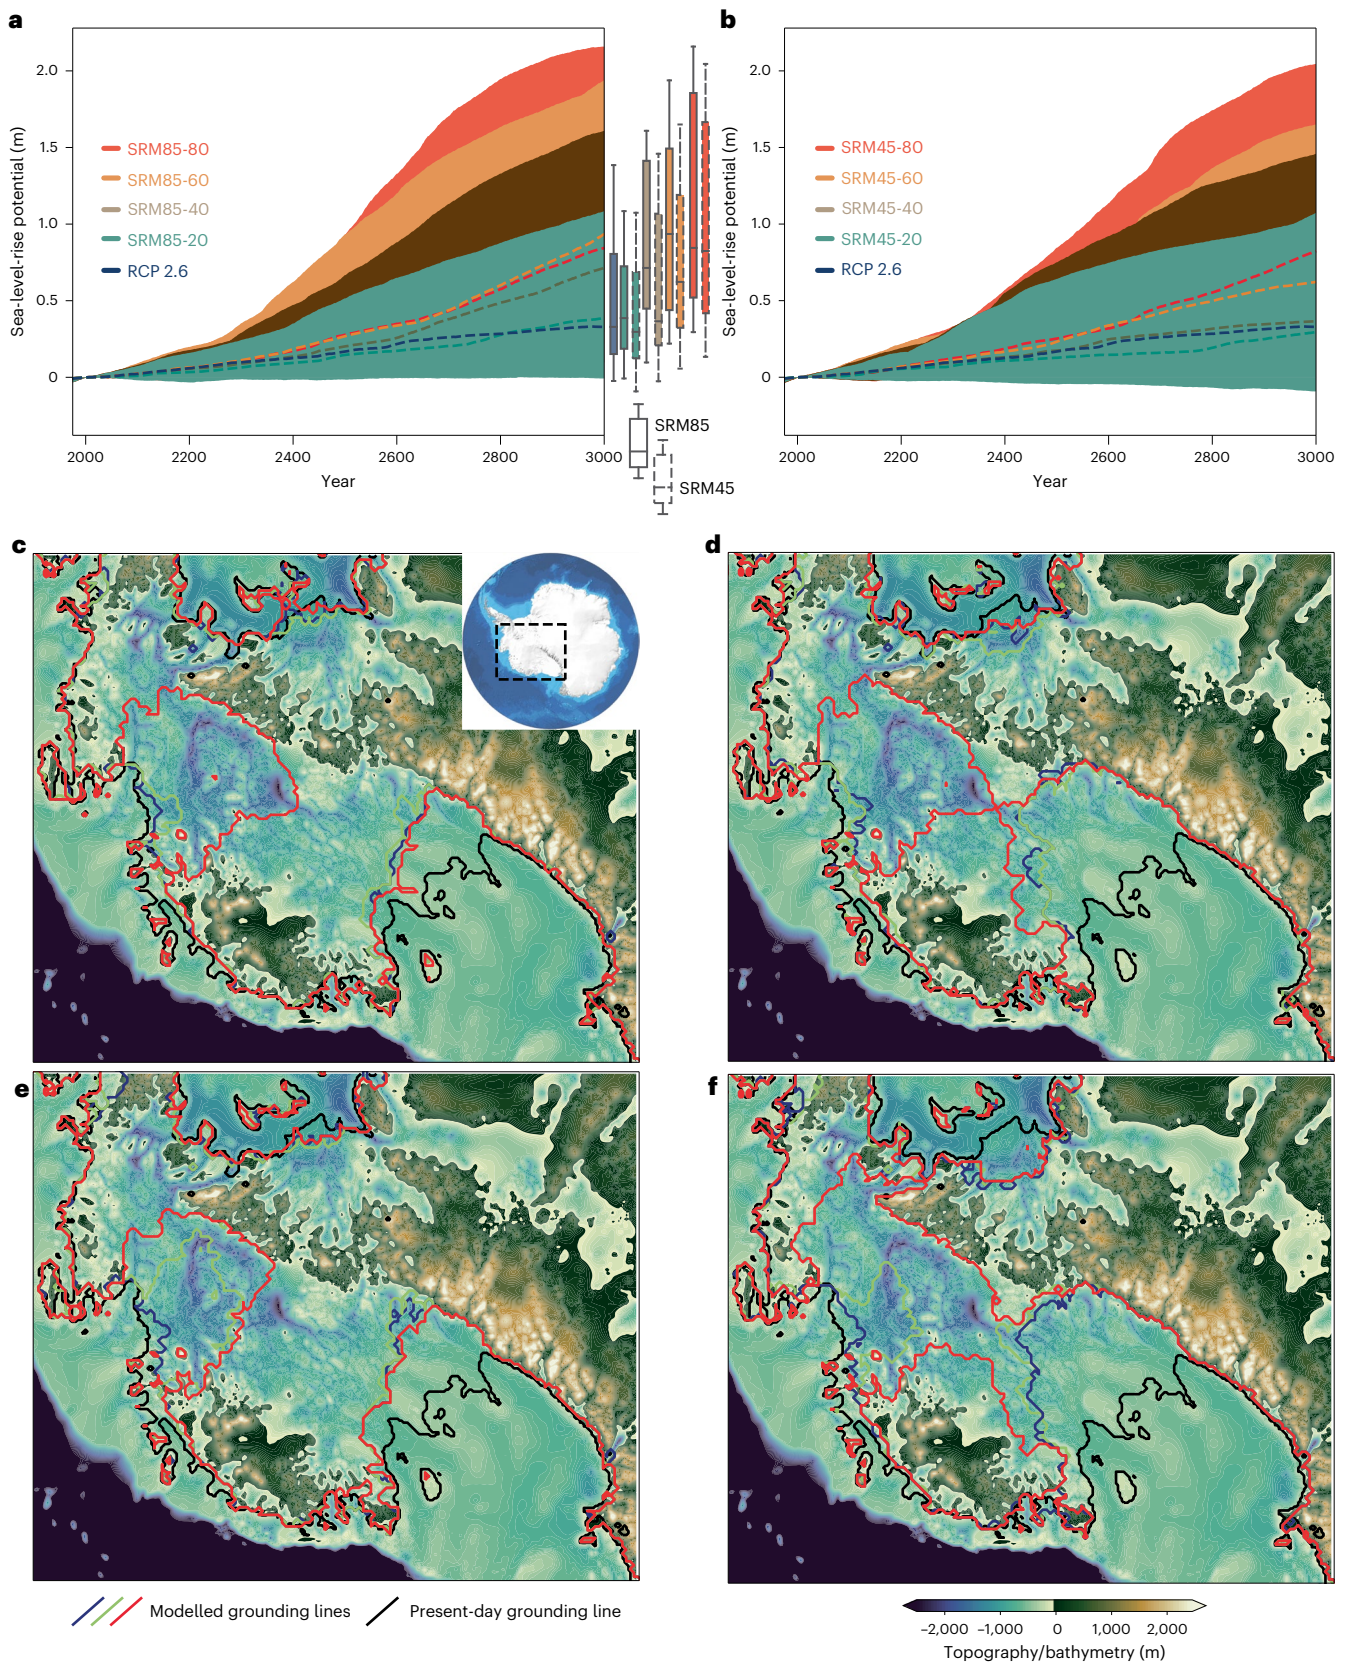 a
b
2.0
1.5
1.0
0.5
0
Sea-level-rise potential (m)
SRM85-80
SRM85-60
SRM85-40
SRM85-20
RCP 2.6
2000
2200
2400
2600
2800
3000
Year
SRM85
SRM45
2.0
1.5
1.0
0.5
0
Sea-level-rise potential (m)
SRM45-80
SRM45-60
SRM45-40
SRM45-20
RCP 2.6
2000
2200
2400
2600
2800
3000
Year
c
d
e
f
Modelled grounding lines
Present-day grounding line
−2,000
−1,000
0
1,000
2,000
Topography/bathymetry (m)